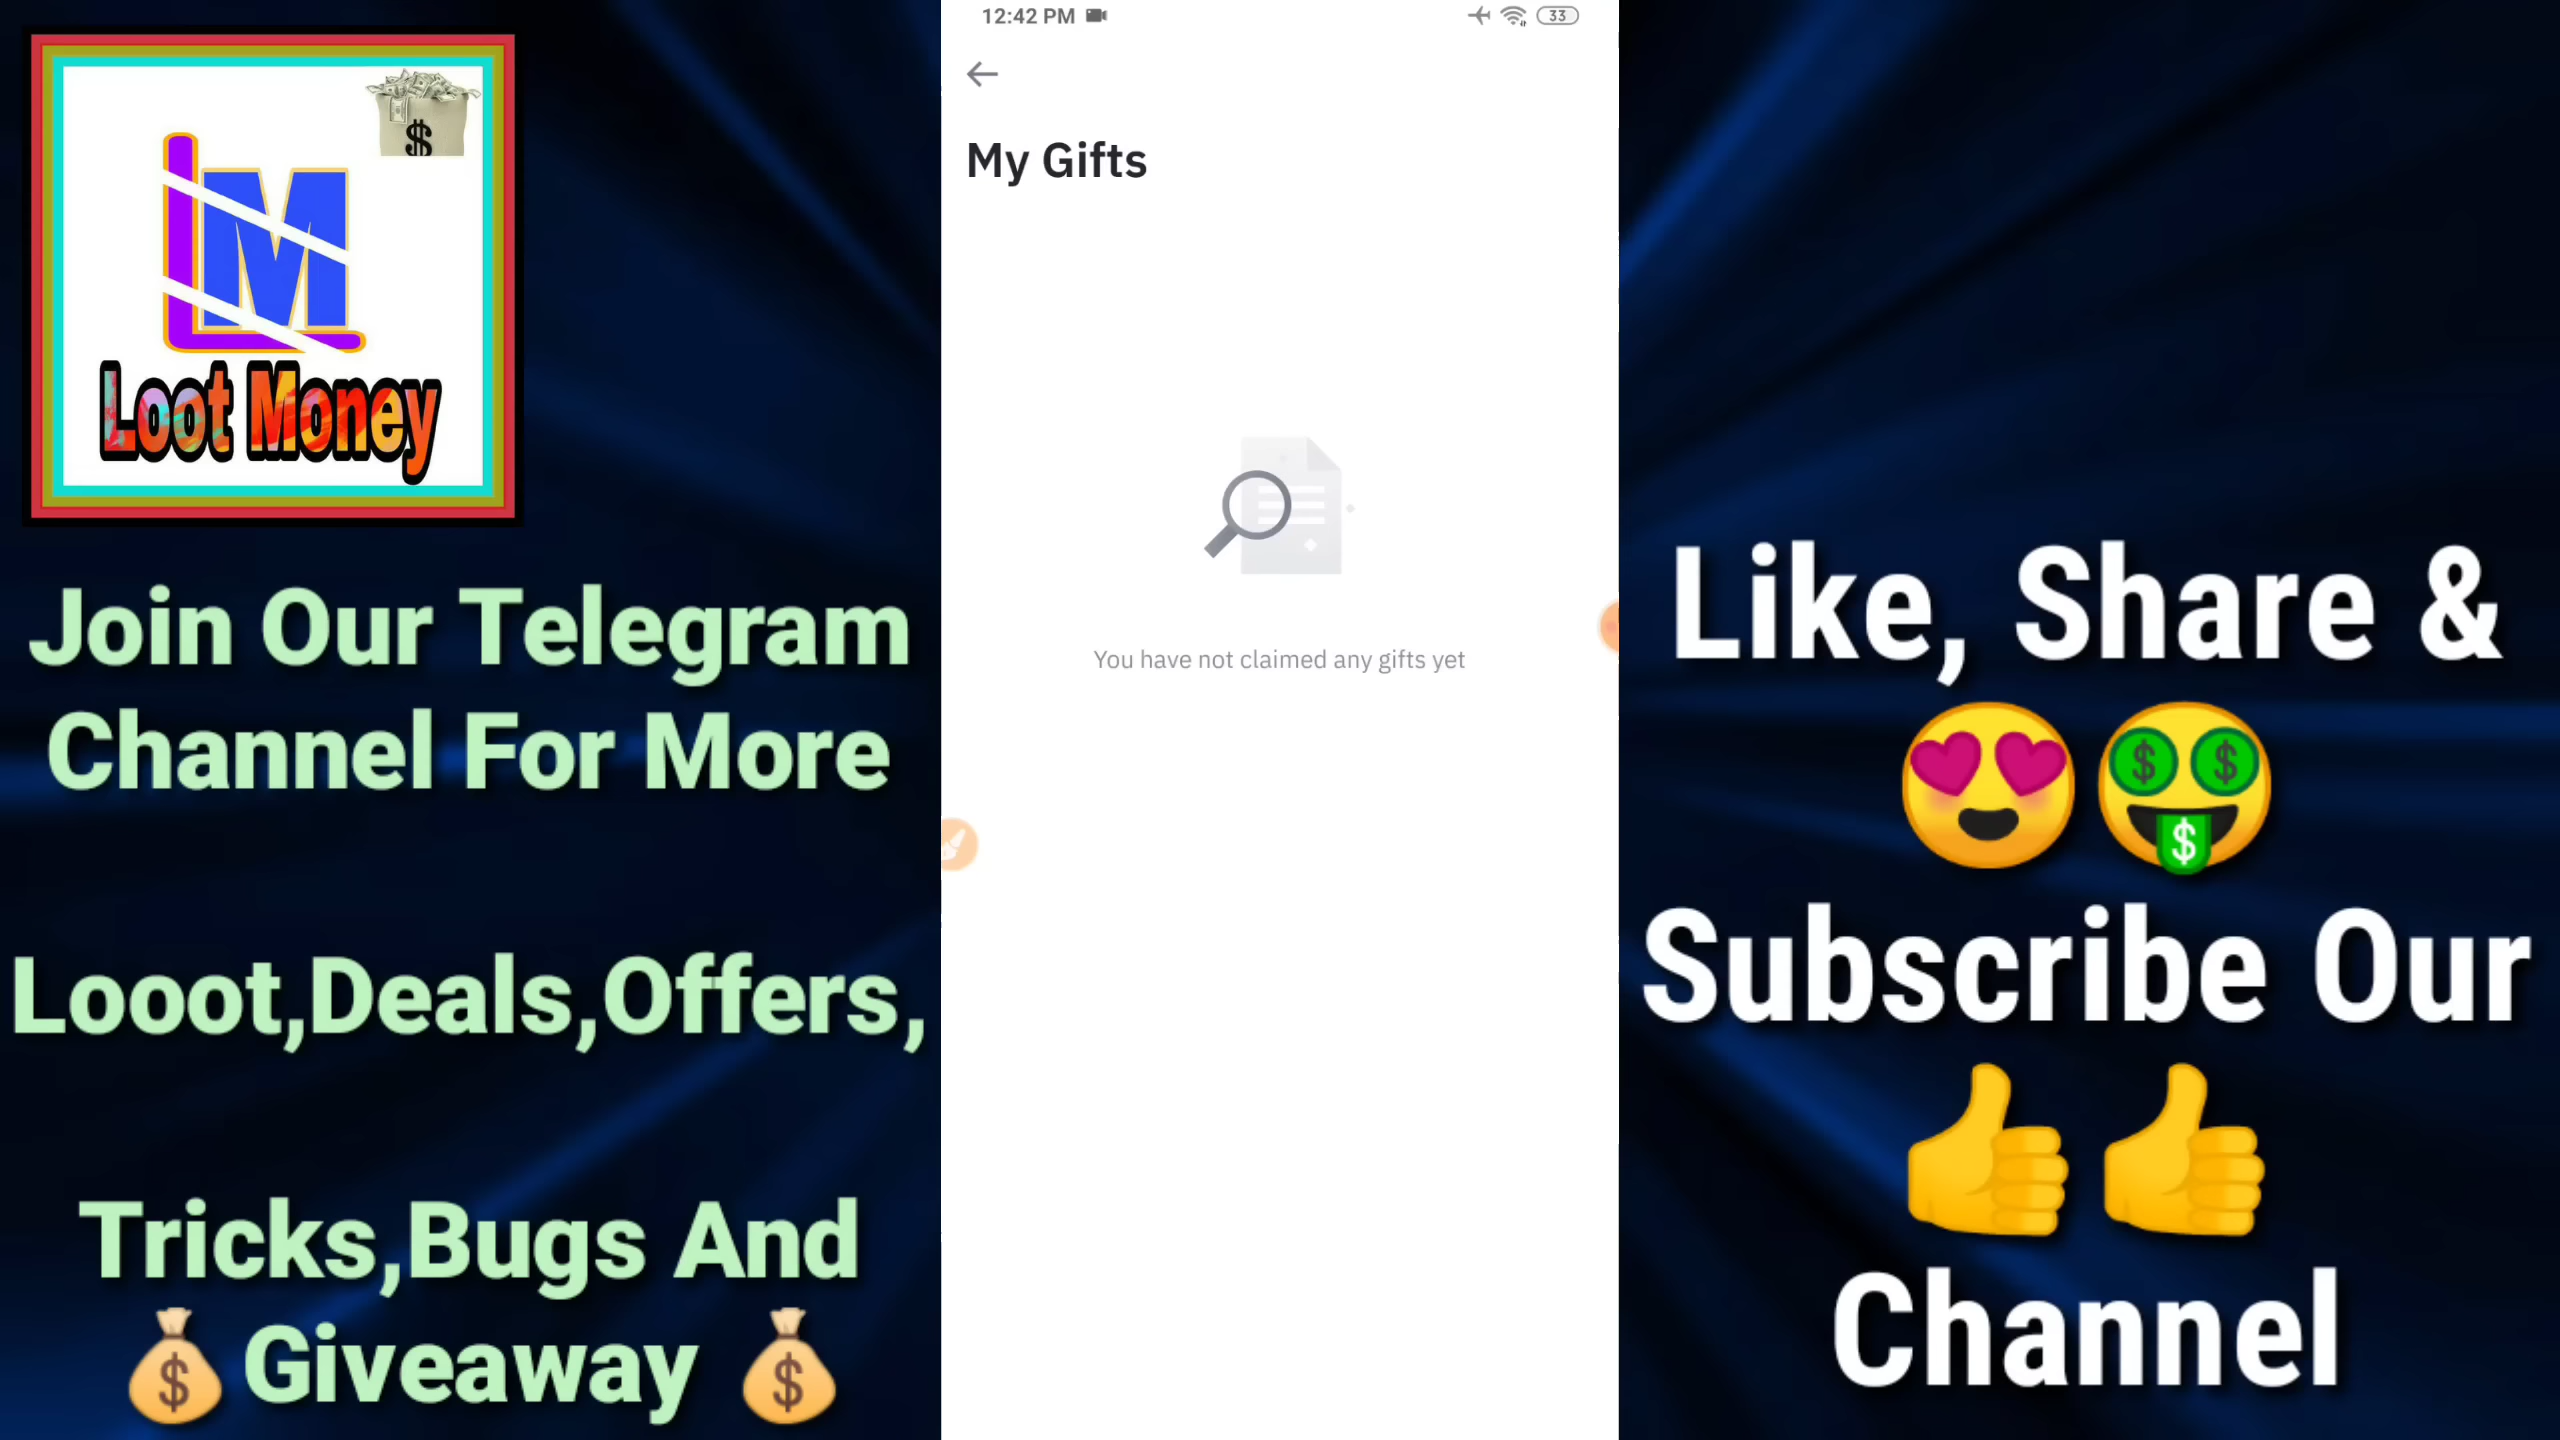 LM
Loot Money
Join Our Telegram
Channel For More
Looot,Deals,Offers,
Tricks,Bugs And
Giveaway
12:42 PM
33
My Gifts
You have not claimed any gifts yet
Like, Share &
Subscribe Our
Channel